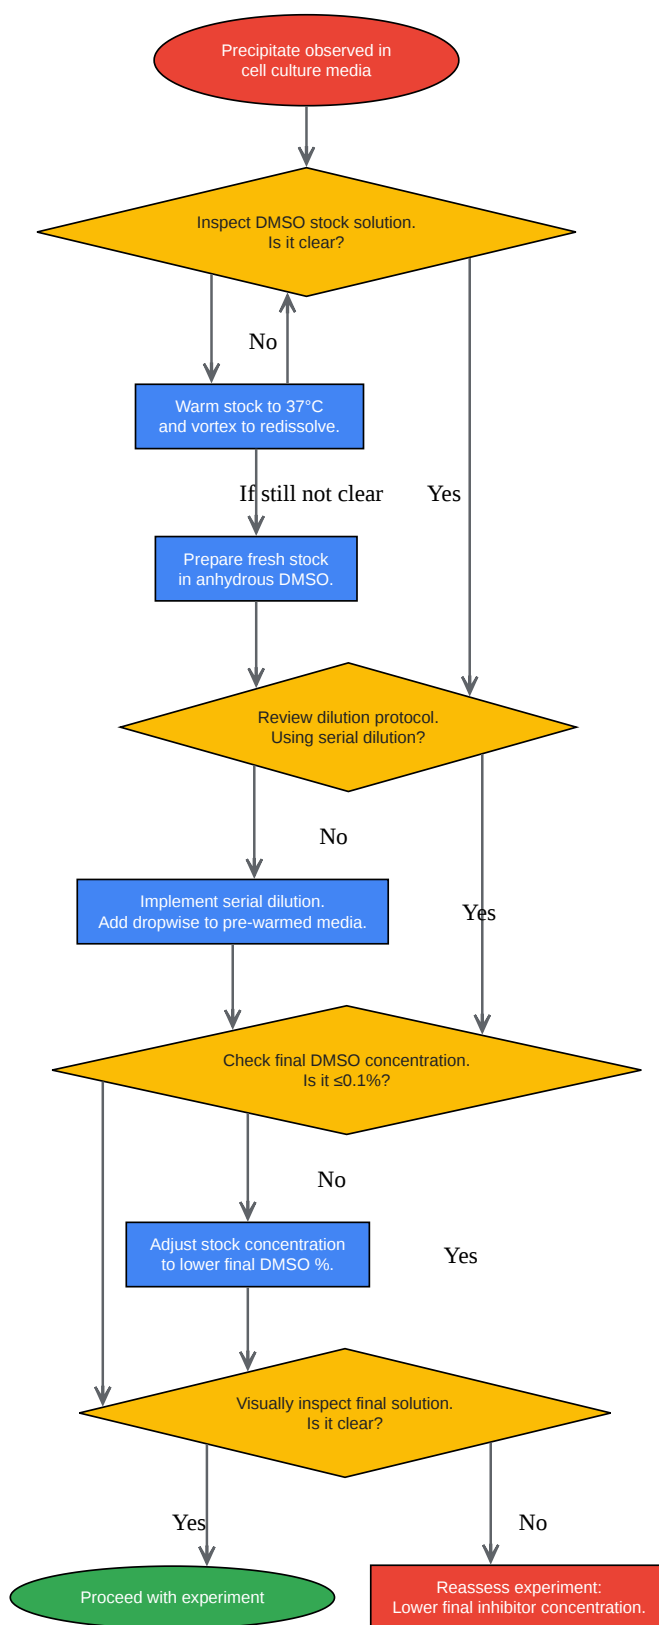 Precipitate observed in
cell culture media
Inspect DMSO stock solution.
Is it clear?
No
Warm stock to 37°C
and vortex to redissolve.
If still not clear
Yes
Prepare fresh stock
in anhydrous DMSO.
Review dilution protocol.
Using serial dilution?
No
Implement serial dilution.
Add dropwise to pre-warmed media.
Yes
Check final DMSO concentration.
Is it ≤0.1%?
No
Adjust stock concentration
to lower final DMSO %.
Yes
Visually inspect final solution.
Is it clear?
Yes
No
Proceed with experiment
Reassess experiment:
Lower final inhibitor concentration.